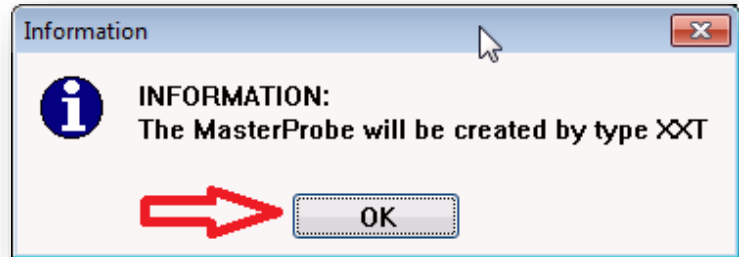 Information
INFORMATION:
The MasterProbe will be created by type XXT
OK